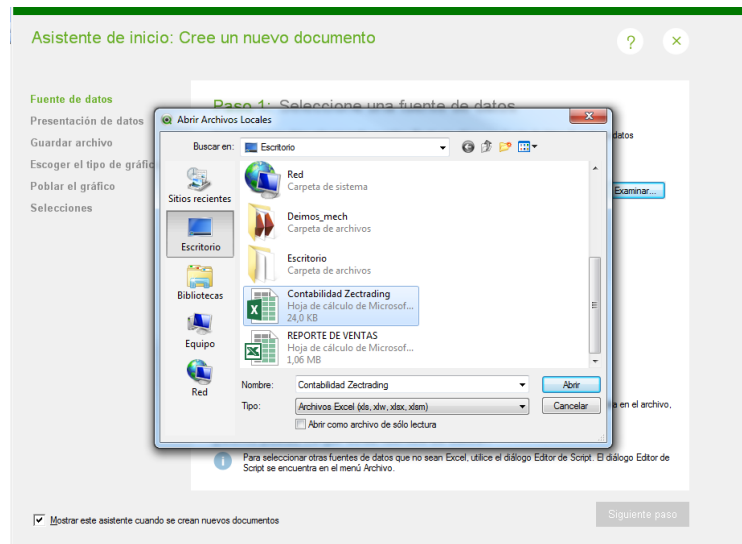 Asistente de inicio: Cree un nuevo documento
?
×
Fuente de datos
Presentación de datos
Guardar archivo
Escoger el tipo de gráfic
Poblar el gráfico
Selecciones
Paso 1: Seleccione una fuente de datos
datos
Examinar...
Abrir Archivos Locales
Buscar en:
Escritorio
Sitios recientes
Escritorio
Bibliotecas
Equipo
Red
Red
Carpeta de sistema
Deimos_mech
Carpeta de archivos
Escritorio
Carpeta de archivos
Contabilidad Zectrading
Hoja de cálculo de Microsof...
24,0 KB
REPORTE DE VENTAS
Hoja de cálculo de Microsof...
1,06 MB
Nombre:
Contabilidad Zectrading
Abrir
Tipo:
Archivos Excel (xls, xlw, xlsx, xlsm)
Cancelar
Abrir como archivo de sólo lectura
a en el archivo,
Para seleccionar otras fuentes de datos que no sean Excel, utilice el diálogo Editor de Script. El diálogo Editor de
Script se encuentra en el menú Archivo.
Mostrar este asistente cuando se crean nuevos documentos
Siguiente paso